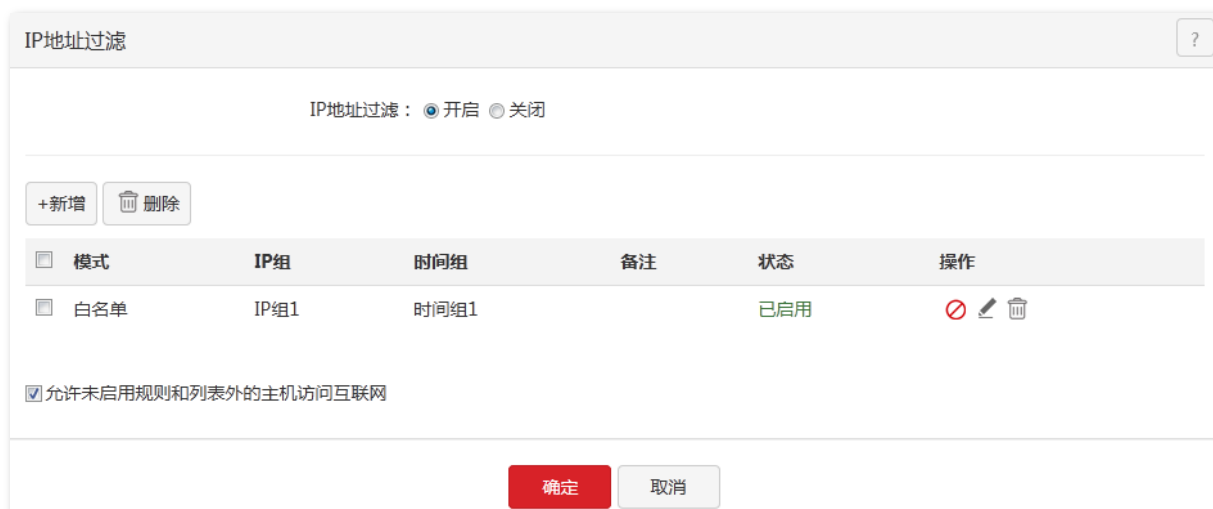 IP地址过滤 ?
IP地址过滤： 开启 关闭
+新增 删除
模式 IP组 时间组 备注 状态 操作
白名单 IP组1 时间组1 已启用
允许未启用规则和列表外的主机访问互联网
确定 取消